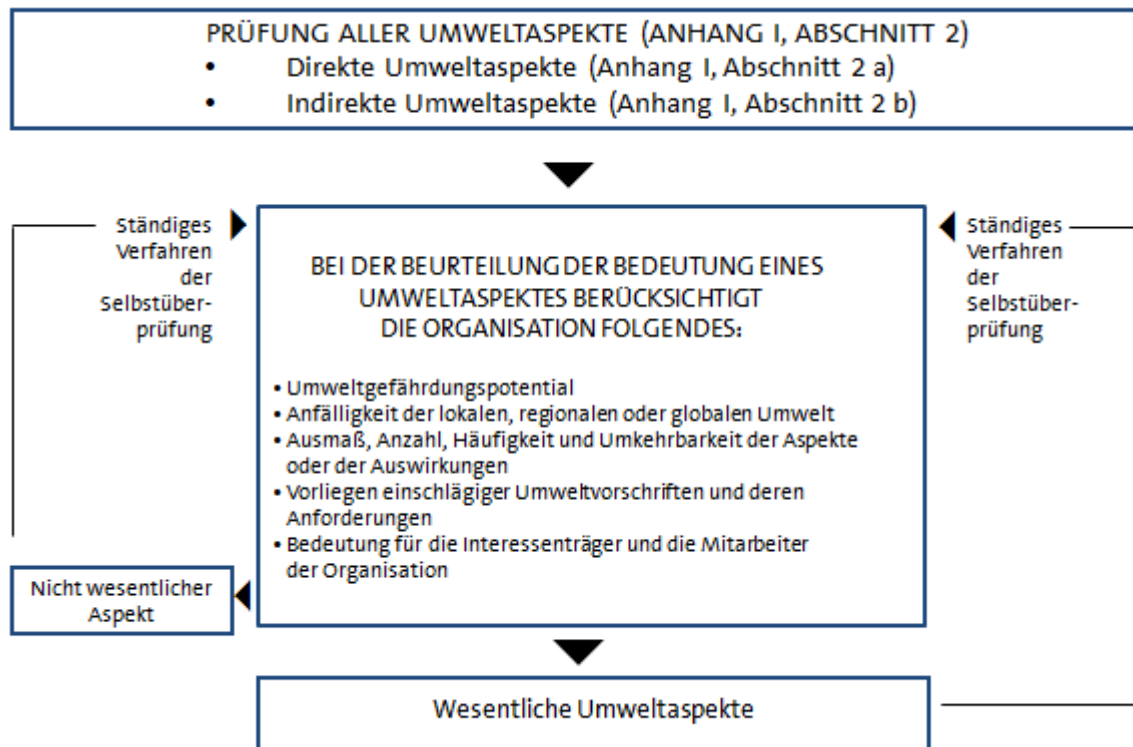 PRÜFUNG ALLER UMWELTASPEKTE (ANHANG I, ABSCHNITT 2)
• Direkte Umweltaspekte (Anhang I, Abschnitt 2 a)
• Indirekte Umweltaspekte (Anhang I, Abschnitt 2 b)
Ständiges
Verfahren
der
Selbstüber-
prüfung
BEI DER BEURTEILUNG DER BEDEUTUNG EINES
UMWELTASPEKTES BERÜCKSICHTIGT
DIE ORGANISATION FOLGENDES:
• Umweltgefährdungspotential
• Anfälligkeit der lokalen, regionalen oder globalen Umwelt
• Ausmaß, Anzahl, Häufigkeit und Umkehrbarkeit der Aspekte
oder der Auswirkungen
• Vorliegen einschlägiger Umweltvorschriften und deren
Anforderungen
• Bedeutung für die Interessenträger und die Mitarbeiter
der Organisation
Ständiges
Verfahren
der
Selbstüber-
prüfung
Nicht wesentlicher
Aspekt
Wesentliche Umweltaspekte